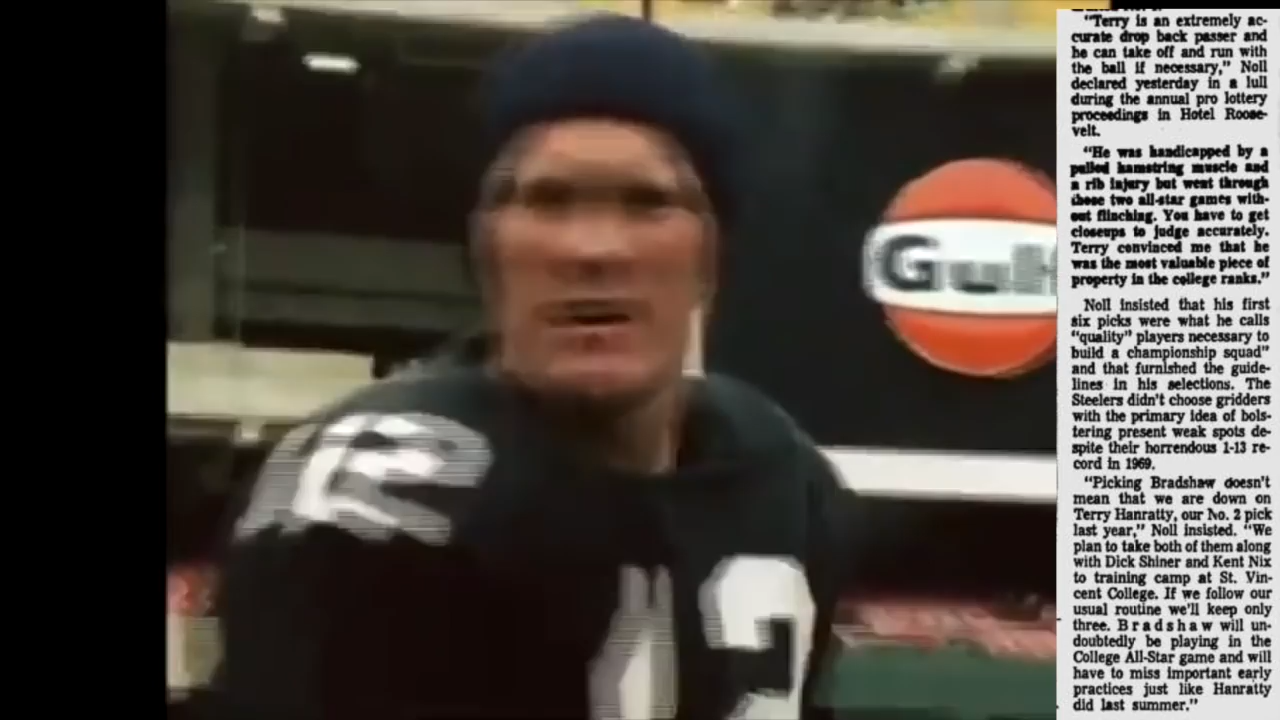 12
12
Gulf
"Terry is an extremely ac-
curate drop back passer and
he can take off and run with
the ball if necessary," Noll
declared yesterday in a lull
during the annual pro lottery
proceedings in Hotel Roose-
velt.
"He was handicapped by a
pulled hamstring muscle and
a rib injury but went through
those two all-star games with-
out flinching. You have to get
closeups to judge accurately.
Terry convinced me that he
was the most valuable piece of
property in the college ranks."
Noll insisted that his first
six picks were what he calls
"quality" players necessary to
build a championship squad"
and that furnished the guide-
lines in his selections. The
Steelers didn't choose gridders
with the primary idea of bols-
tering present weak spots de-
spite their horrendous 1-13 re-
cord in 1969.
"Picking Bradshaw doesn't
mean that we are down on
Terry Hanratty, our No. 2 pick
last year," Noll insisted. "We
plan to take both of them along
with Dick Shiner and Kent Nix
to training camp at St. Vin-
cent College. If we follow our
usual routine we'll keep only
three. Bradshaw will un-
doubtedly be playing in the
College All-Star game and will
have to miss important early
practices just like Hanratty
did last summer."